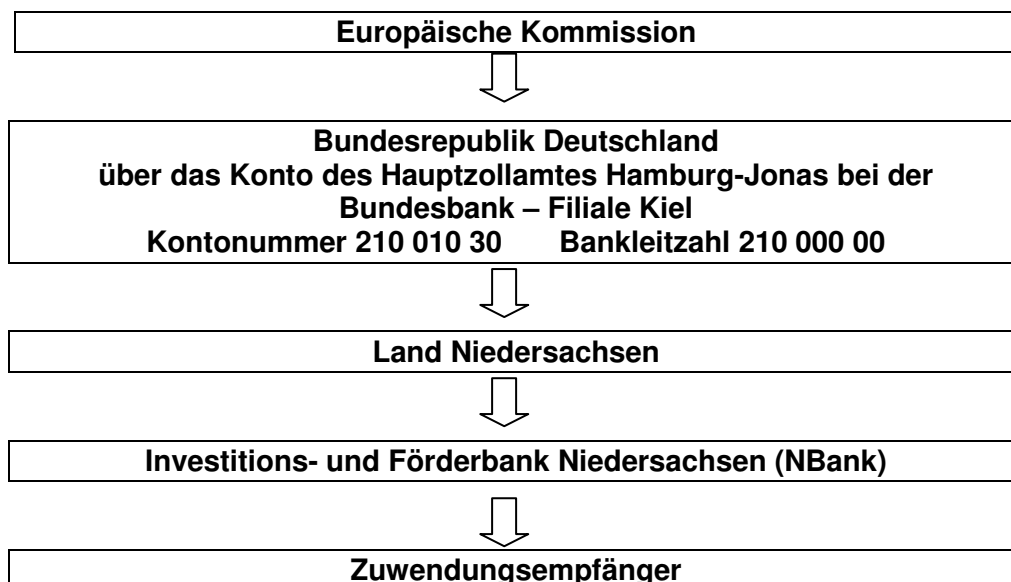 Europäische Kommission
Bundesrepublik Deutschland
über das Konto des Hauptzollamtes Hamburg-Jonas bei der
Bundesbank – Filiale Kiel
Kontonummer 210 010 30 Bankleitzahl 210 000 00
Land Niedersachsen
Investitions- und Förderbank Niedersachsen (NBank)
Zuwendungsempfänger